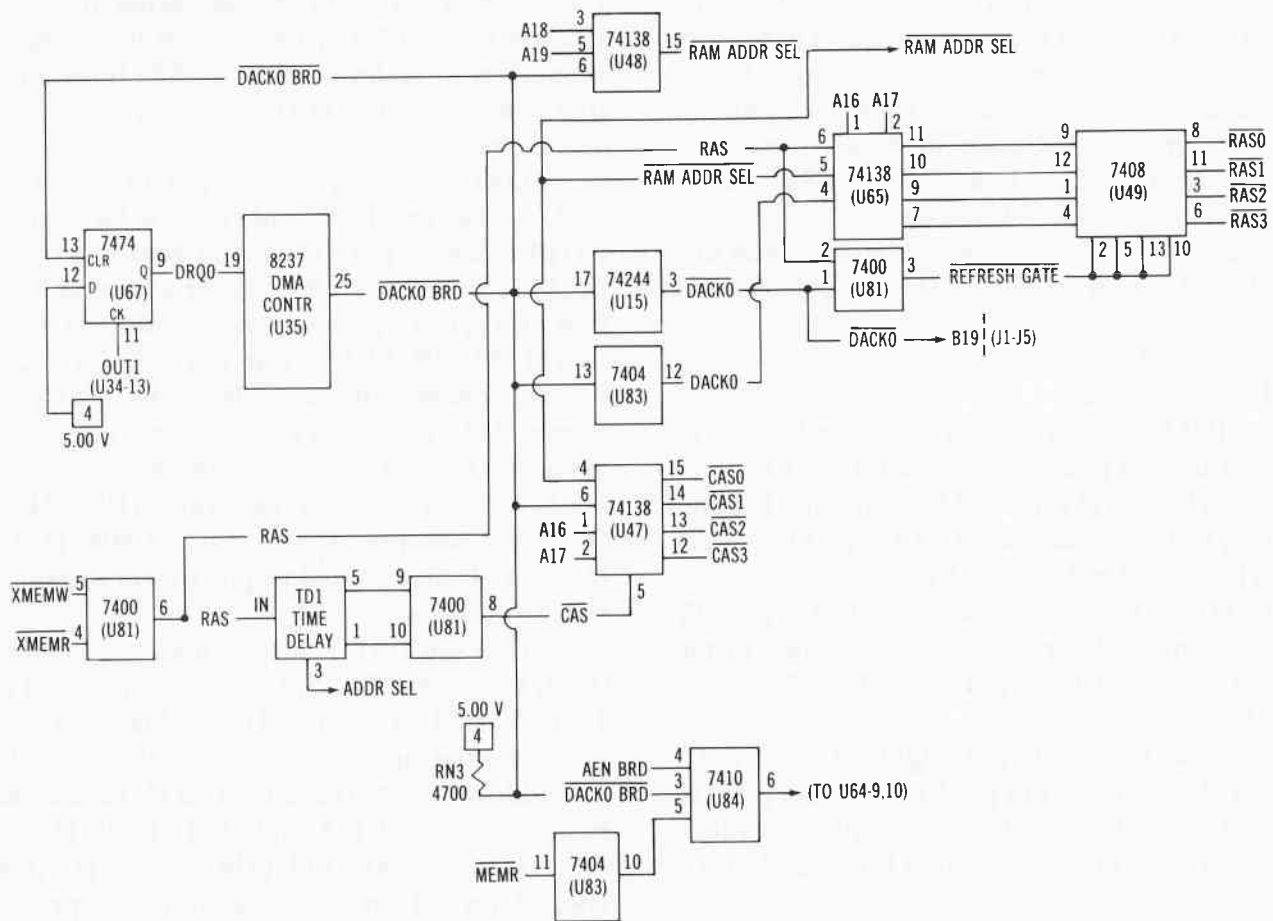 A18
3
A19
5
6
74138
(U48)
15
RAM ADDR SEL
RAM ADDR SEL
DACK0 BRD
A16
A17
1
2
RAS
6
RAM ADDR SEL
5
4
74138
(U65)
11
10
9
7
9
12
1
4
7408
(U49)
8
RAS0
11
RAS1
3
RAS2
6
RAS3
2
5
13
10
13
CLR
12
D
7474
Q
(U67)
CK
9
DRQ0
19
11
OUT1
(U34-13)
4
5.00 V
8237
DMA
CONTR
(U35)
25
DACK0 BRD
17
74244
(U15)
3
DACK0
2
1
7400
(U81)
3
REFRESH GATE
DACK0
B19
(J1-J5)
13
7404
(U83)
12
DACK0
4
6
A16
1
A17
2
74138
(U47)
15
CAS0
14
CAS1
13
CAS2
12
CAS3
5
RAS
XMEMW
5
XMEMR
4
7400
(U81)
6
RAS
IN
TD1
TIME
DELAY
5
1
3
ADDR SEL
9
10
7400
(U81)
8
CAS
5.00 V
4
RN3
4700
AEN BRD
4
DACK0 BRD
3
5
7410
(U84)
6
(TO U64-9,10)
MEMR
11
7404
(U83)
10